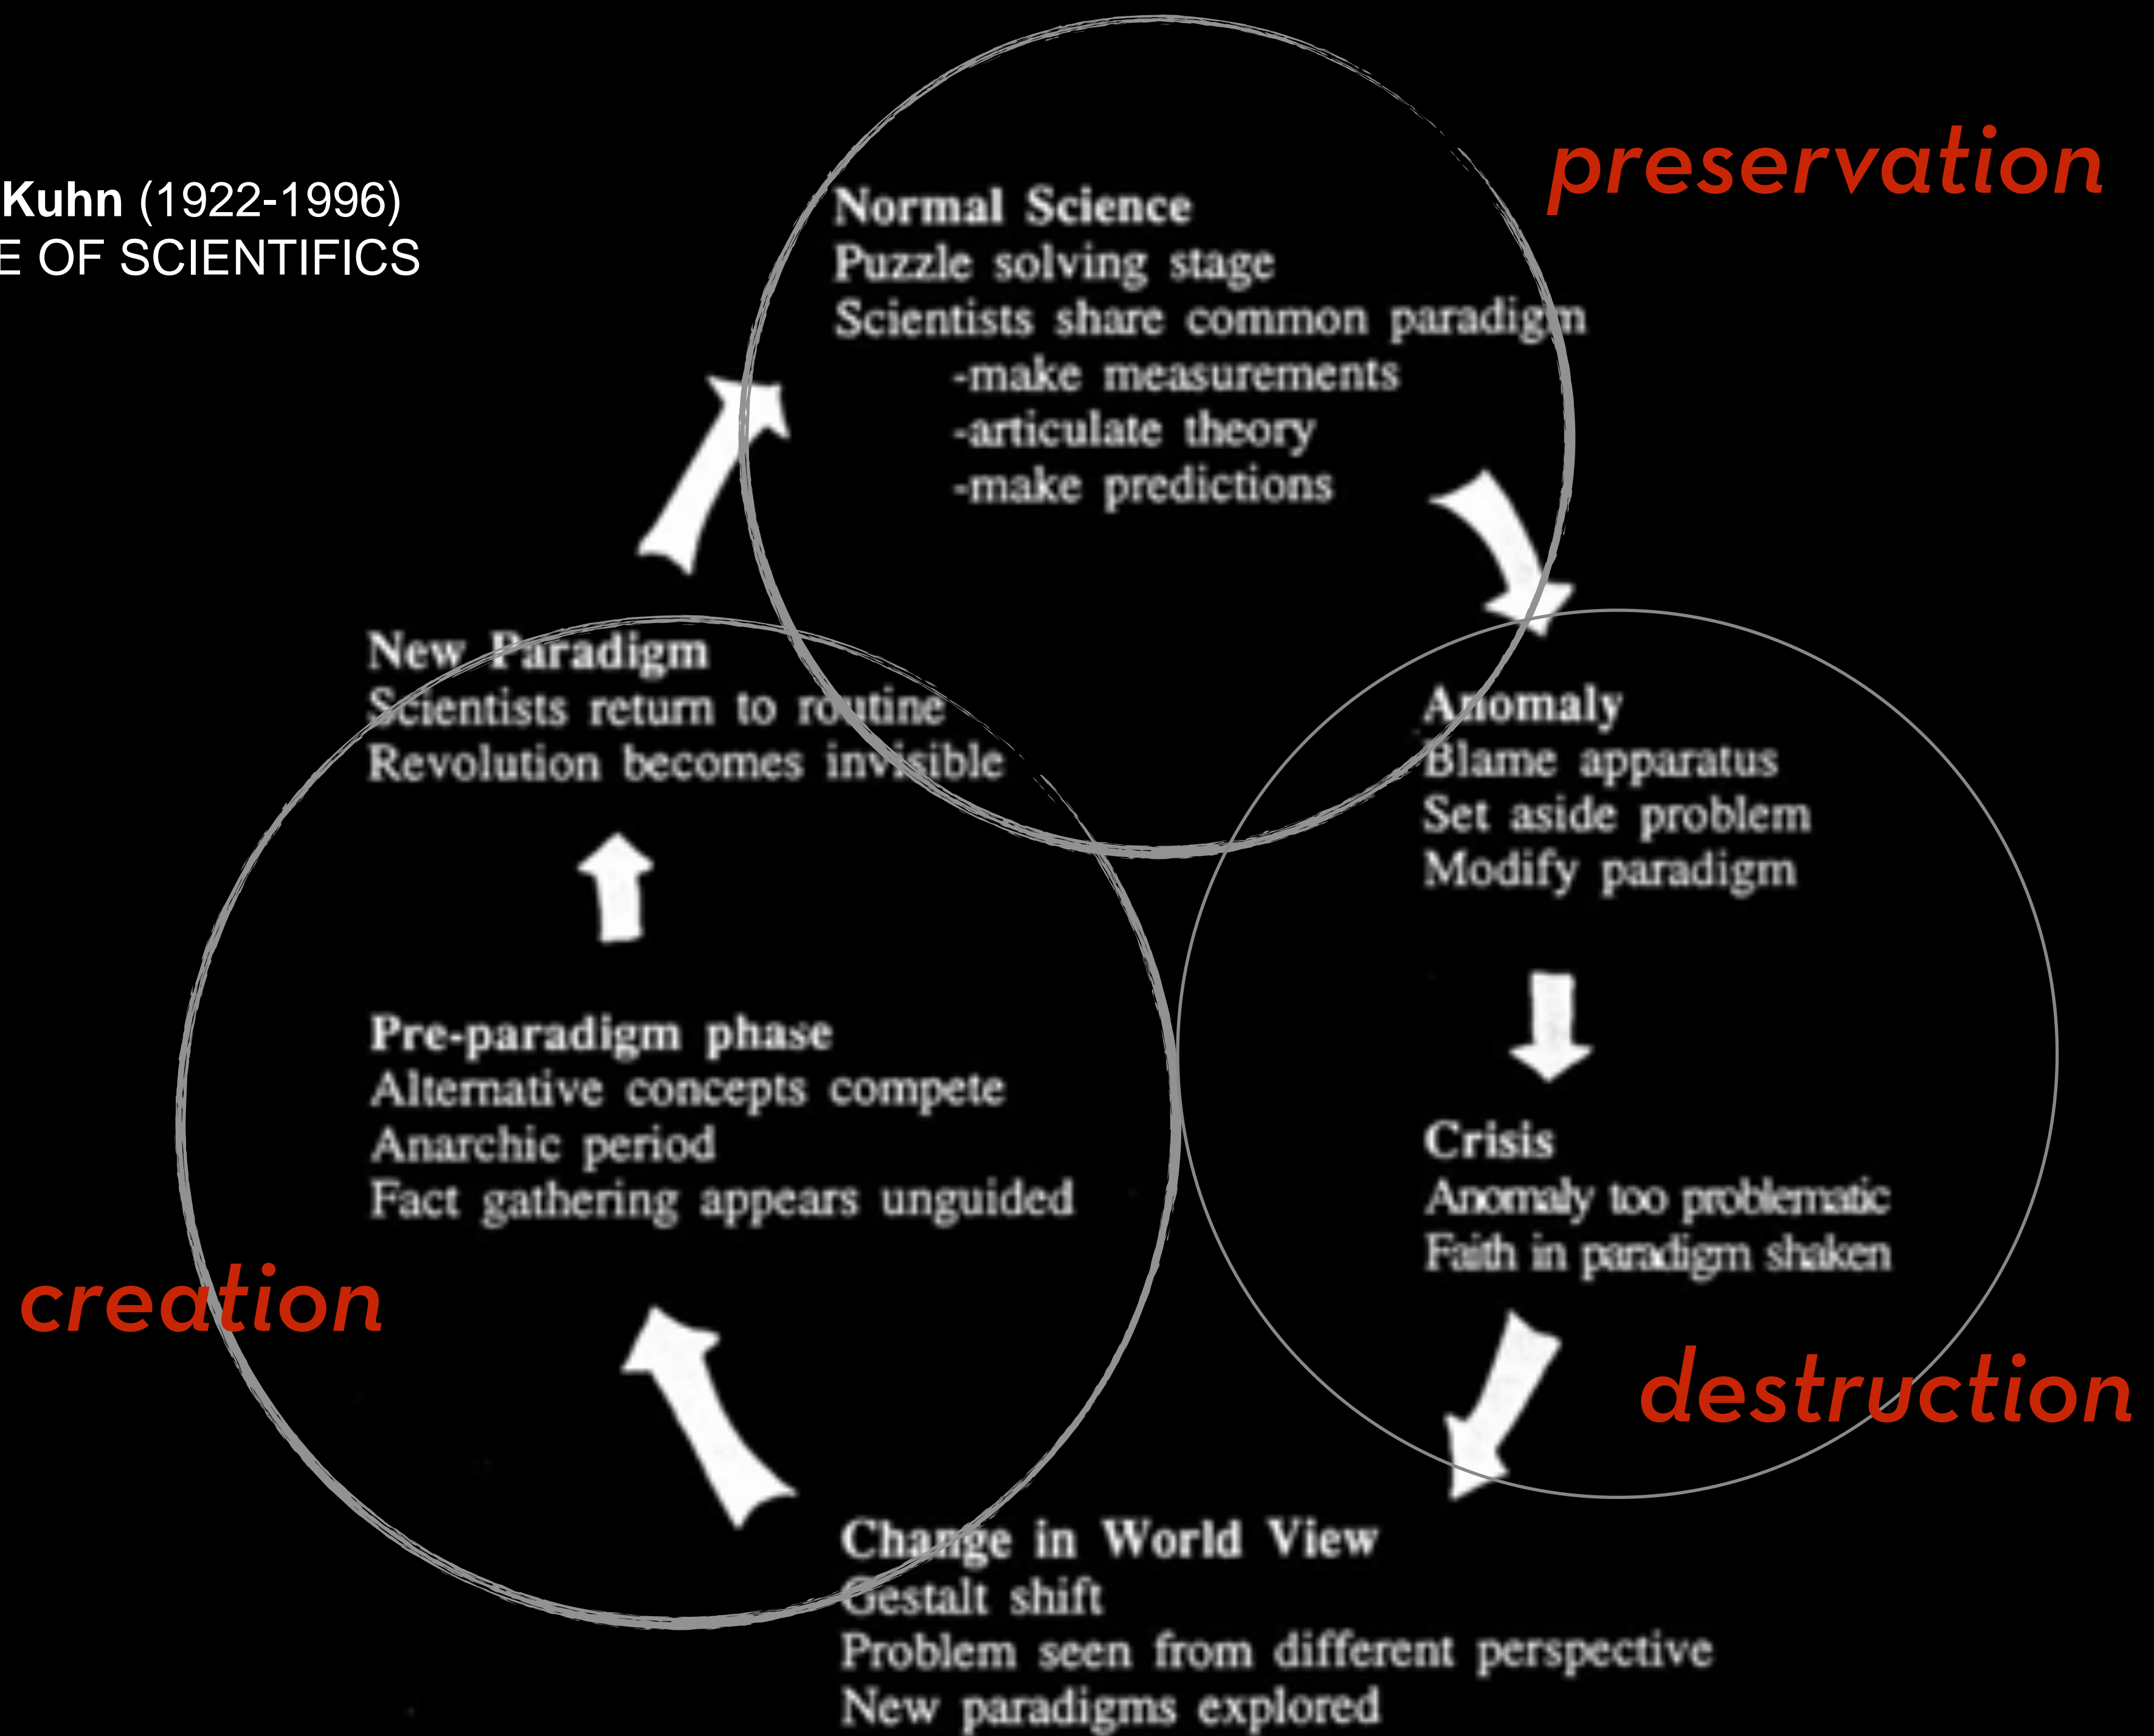 Kuhn (1922-1996)
E OF SCIENTIFICS
preservation
Normal Science
Puzzle solving stage
Scientists share common paradigm
-make measurements
-articulate theory
-make predictions
New Paradigm
Scientists return to routine
Revolution becomes invisible
Anomaly
Blame apparatus
Set aside problem
Modify paradigm
Pre-paradigm phase
Alternative concepts compete
Anarchic period
Fact gathering appears unguided
Crisis
Anomaly too problematic
Faith in paradigm shaken
creation
destruction
Change in World View
Gestalt shift
Problem seen from different perspective
New paradigms explored